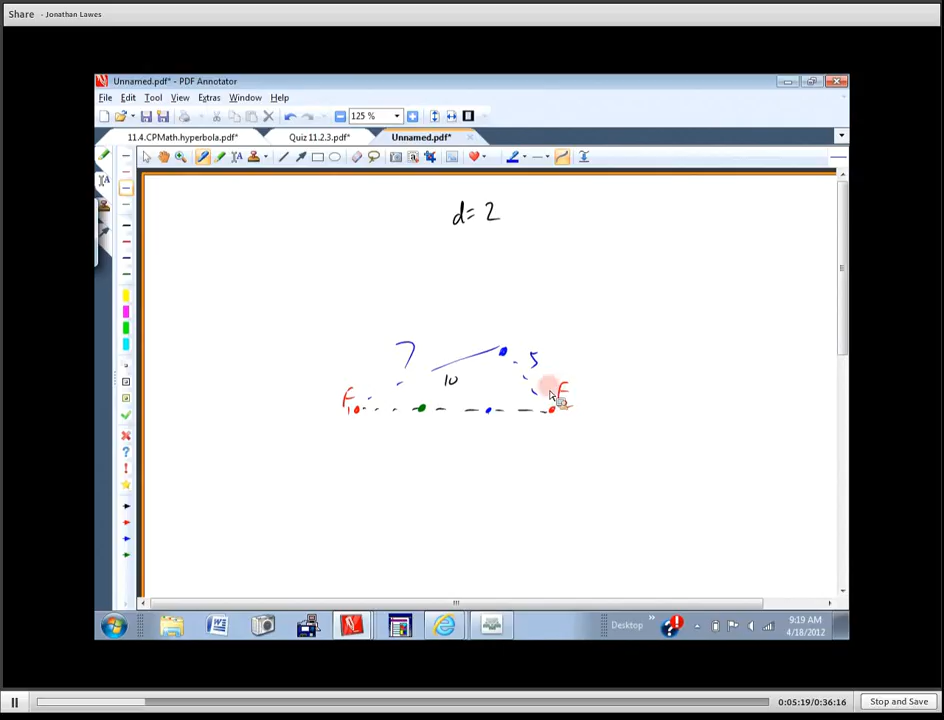 Share - Jonathan Lawes
Unnamed.pdf* - PDF Annotator
File Edit Tool View Extras Window Help
125 %
11.4.CPMath.hyperbola.pdf* Quiz 11.2.3.pdf* Unnamed.pdf*
d= 2
7
5
10
F
F
1
Desktop
9:19 AM
4/18/2012
0:05:19/0:36:16
Stop and Save